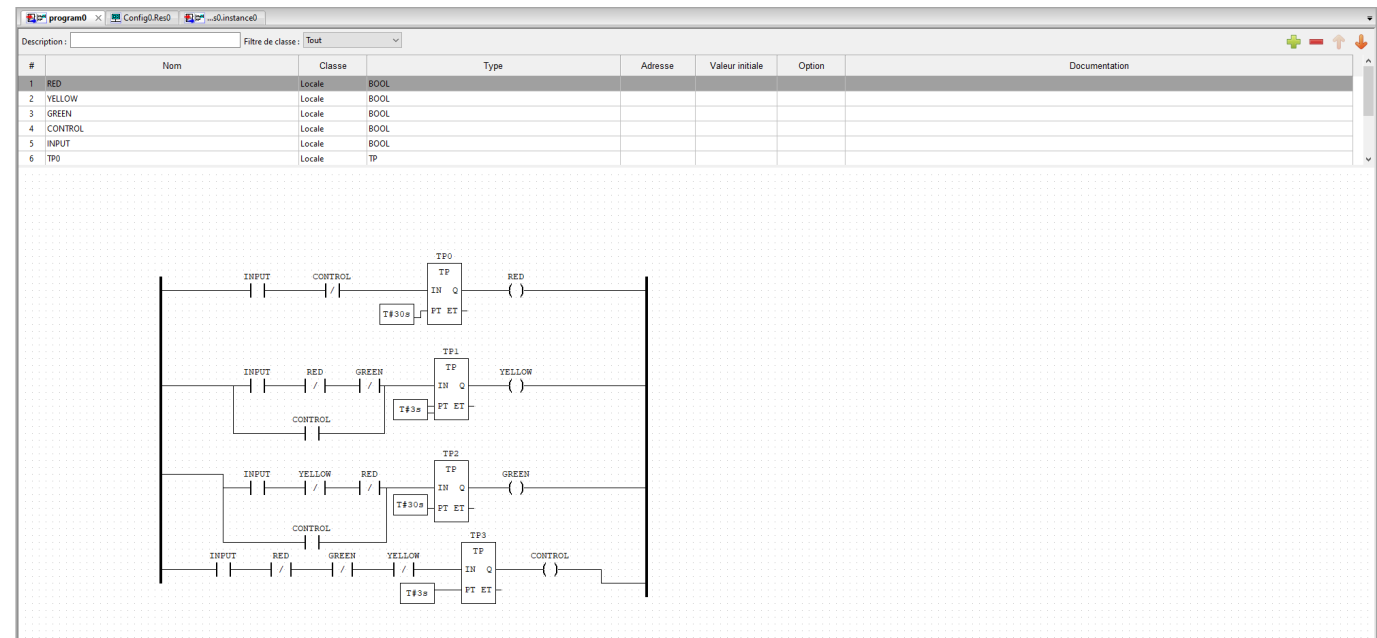 program0 Config0.Res0 ...s0.instance0
Description : Filtre de classe : Tout
# Nom Classe Type Adresse Valeur initiale Option Documentation
1 RED Locale BOOL
2 YELLOW Locale BOOL
3 GREEN Locale BOOL
4 CONTROL Locale BOOL
5 INPUT Locale BOOL
6 TP0 Locale TP
TP0
INPUT CONTROL TP RED
IN Q
T#30s PT ET
TP1
INPUT RED GREEN TP YELLOW
IN Q
T#3s PT ET
CONTROL
TP2
INPUT YELLOW RED TP GREEN
IN Q
T#30s PT ET
CONTROL
TP3
INPUT RED GREEN YELLOW TP CONTROL
IN Q
T#3s PT ET